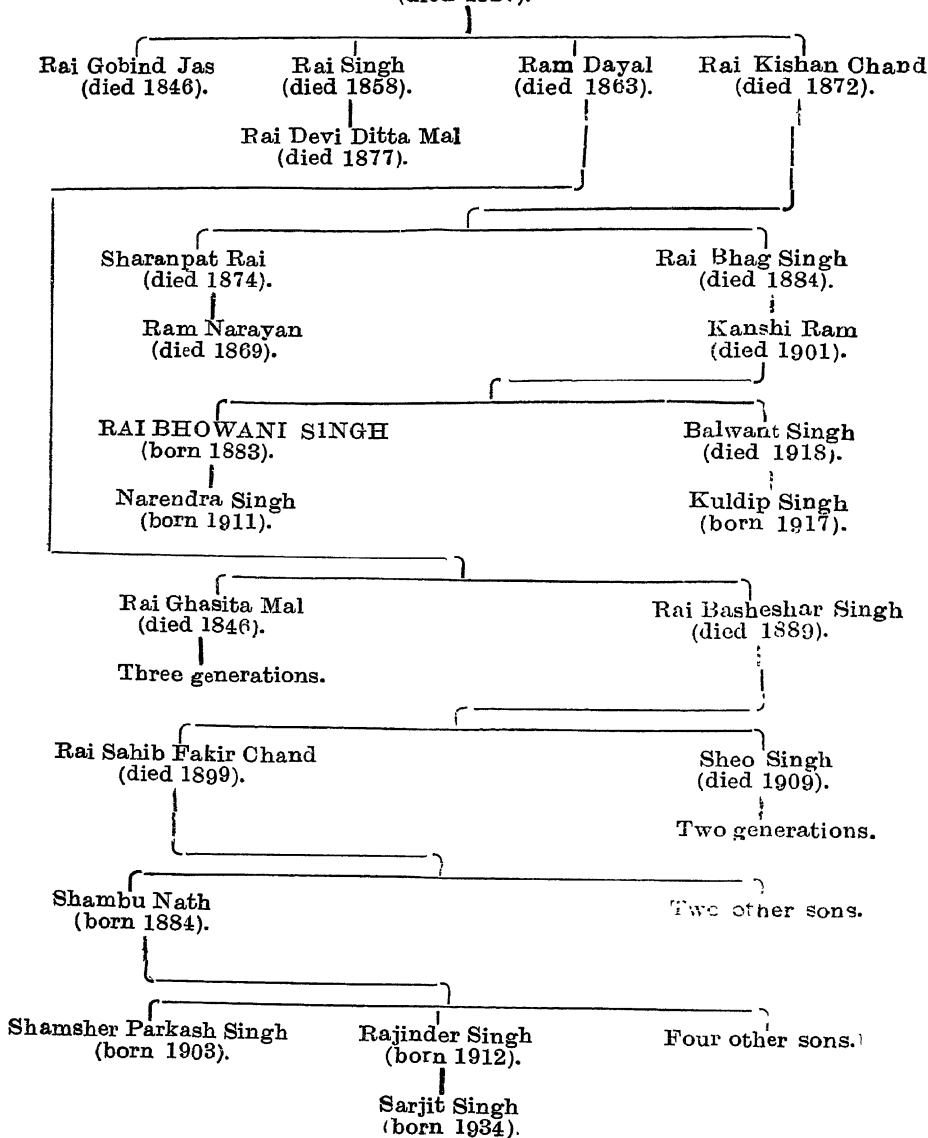 Rai Gobind Jas Rai Singh Ram Dayal Rai Kishan Chand
(died 1846). (died 1858). (died 1863). (died 1872).
Rai Devi Ditta Mal
(died 1877).
Sharanpat Rai Rai Bhag Singh
(died 1874). (died 1884).
Ram Narayan Kanshi Ram
(died 1869). (died 1901).
RAI BHOWANI SINGH Balwant Singh
(born 1883). (died 1918).
Narendra Singh Kuldip Singh
(born 1911). (born 1917).
Rai Ghasita Mal Rai Basheshar Singh
(died 1846). (died 1889).
Three generations.
Rai Sahib Fakir Chand Sheo Singh
(died 1899). (died 1909).
Two generations.
Shambu Nath Two other sons.
(born 1884).
Shamsher Parkash Singh Rajinder Singh Four other sons.
(born 1903). (born 1912).
Sarjit Singh
(born 1934).